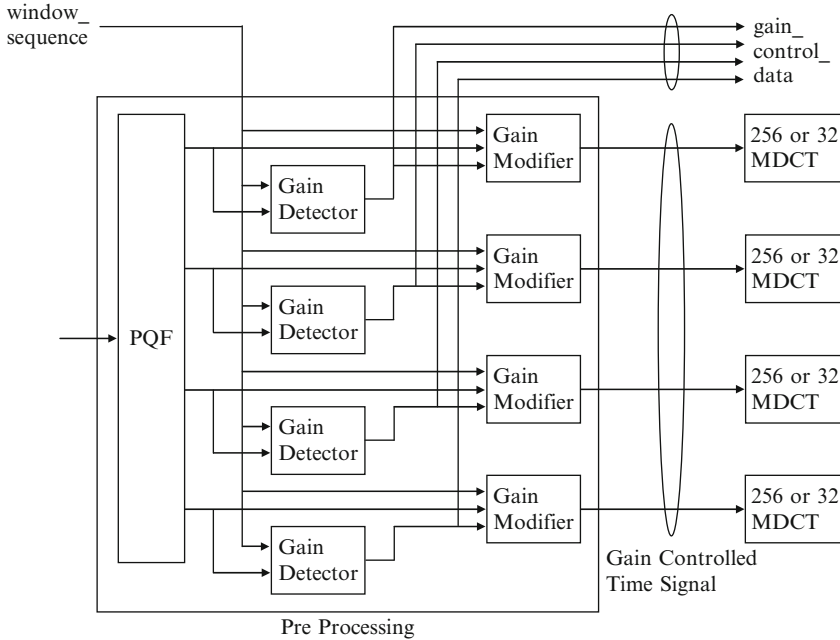 window_
sequence
gain_
control_
data
Gain
Modifier
256 or 32
MDCT
Gain
Detector
Gain
Modifier
256 or 32
MDCT
Gain
Detector
PQF
Gain
Modifier
256 or 32
MDCT
Gain
Detector
Gain
Modifier
256 or 32
MDCT
Gain
Detector
Gain Controlled
Time Signal
Pre Processing